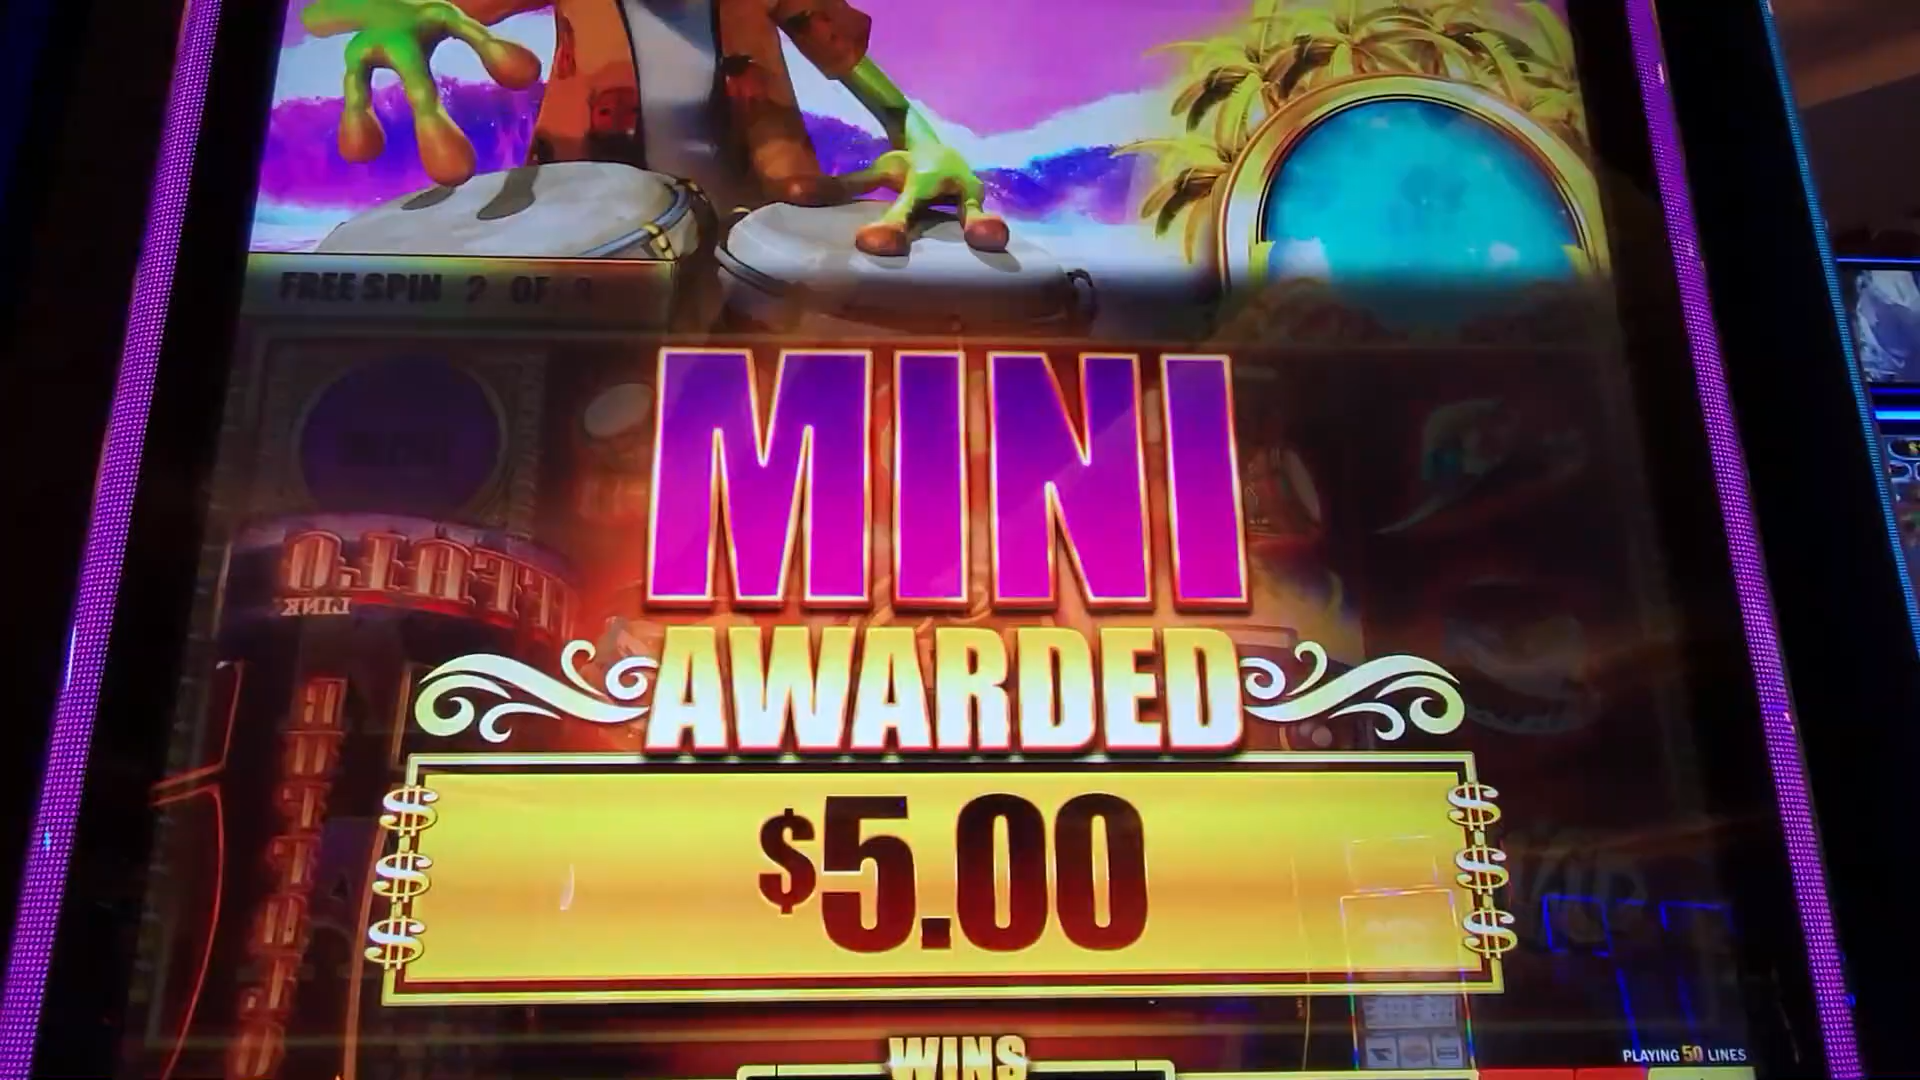 FREE SPIN 2 OF
MINI
AWARDED
$5.00
WINS
PLAYING 50 LINES